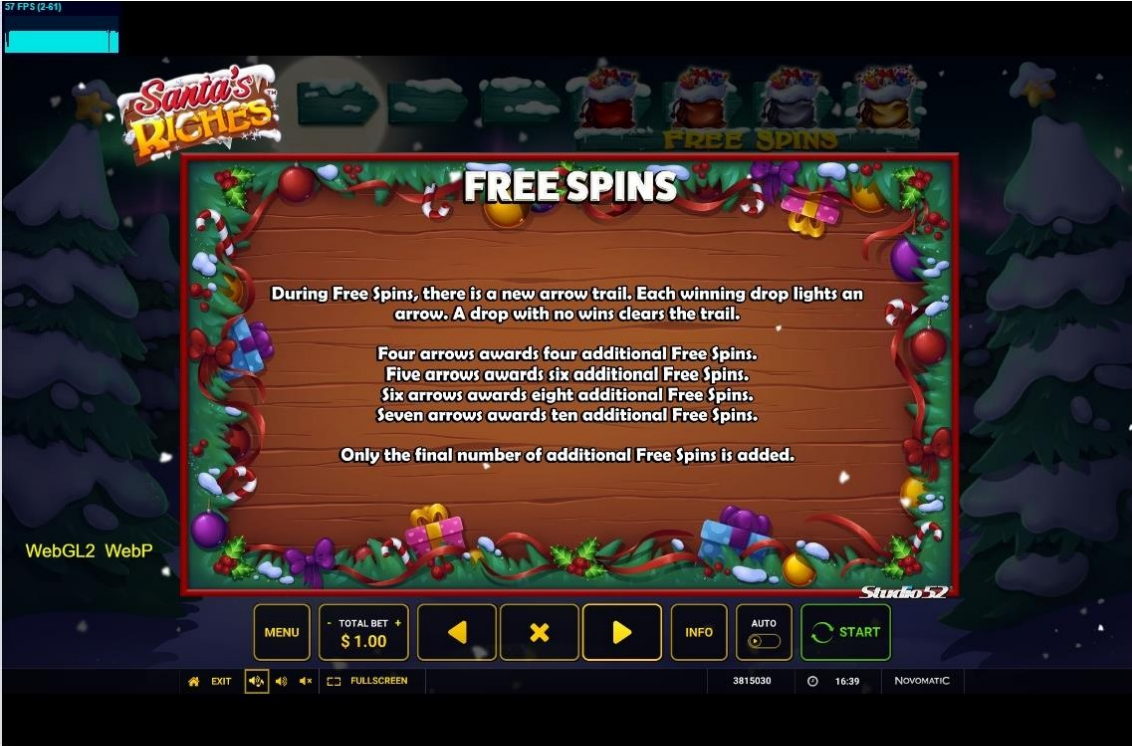 57 FPS (2-61)
Santa's
RICHES™
FREE SPINS
FREE SPINS
During Free Spins, there is a new arrow trail. Each winning drop lights an
arrow. A drop with no wins clears the trail.
Four arrows awards four additional Free Spins.
Five arrows awards six additional Free Spins.
Six arrows awards eight additional Free Spins.
Seven arrows awards ten additional Free Spins.
Only the final number of additional Free Spins is added.
WebGL2 WebP
Studio52
MENU
- TOTAL BET +
$ 1.00
INFO
AUTO
START
EXIT
FULLSCREEN
3815030
16:39
NOVOMATIC